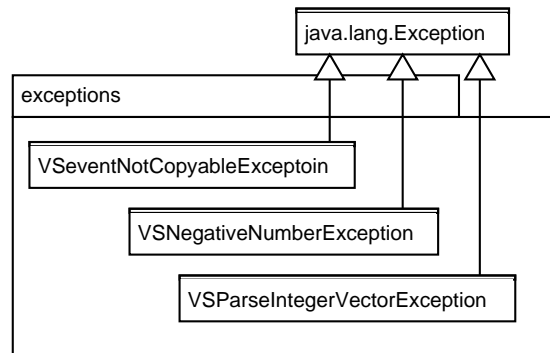 java.lang.Exception
exceptions
VSeventNotCopyableExceptoin
VSNegativeNumberException
VSParseIntegerVectorException